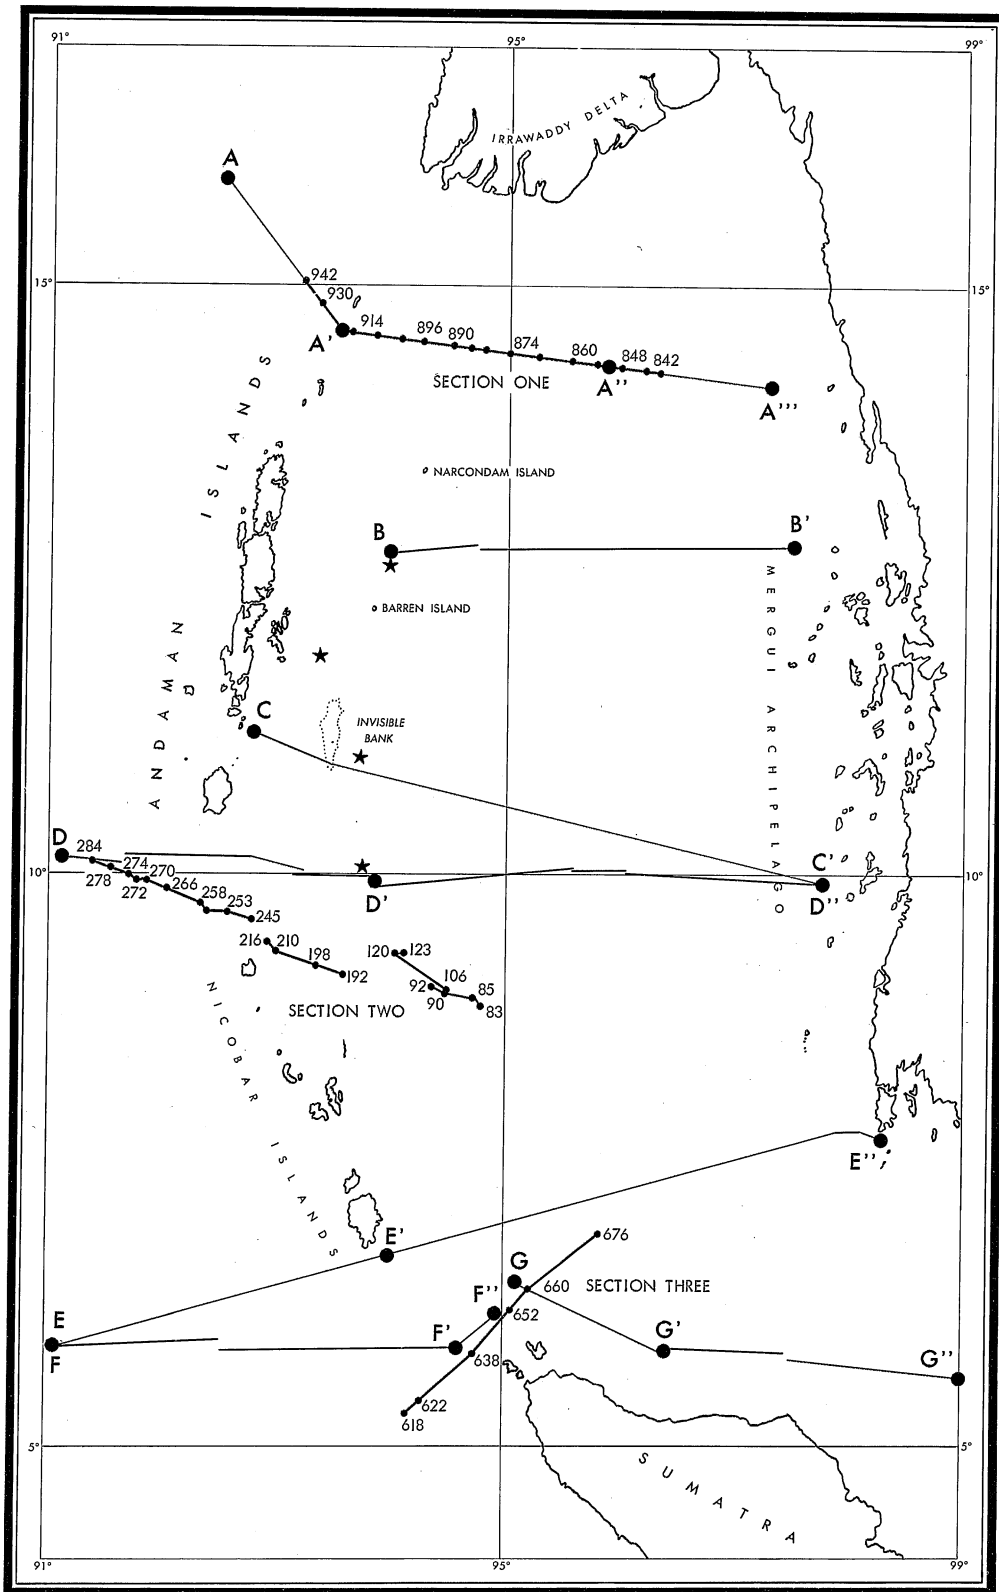 91°
95°
99°
IRRAWADDY DELTA
A
15°
15°
942
930
A'
914
896
890
874
860
848
842
A''
A'''
SECTION ONE
NARCONDAM ISLAND
B
B'
BARREN ISLAND
ANDAMAN ISLANDS
MERGUI ARCHIPELAGO
C
INVISIBLE
BANK
D
284
278
274
272
270
266
258
253
245
10°
10°
D'
C'
D''
216
210
198
192
120
123
106
92
90
85
83
SECTION TWO
NICOBAR ISLANDS
E''
E'
676
G
660
SECTION THREE
F''
652
E
F
F'
638
G'
G''
622
618
5°
5°
SUMATRA
91°
95°
99°